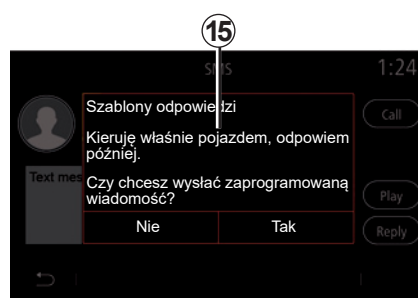 15
SMS 1:24
Szablony odpowiedzi
Call
Kieruję właśnie pojazdem, odpowiem
później.
Text mes
Czy chcesz wysłać zaprogramowaną
wiadomość?
Play
Nie Tak
Reply